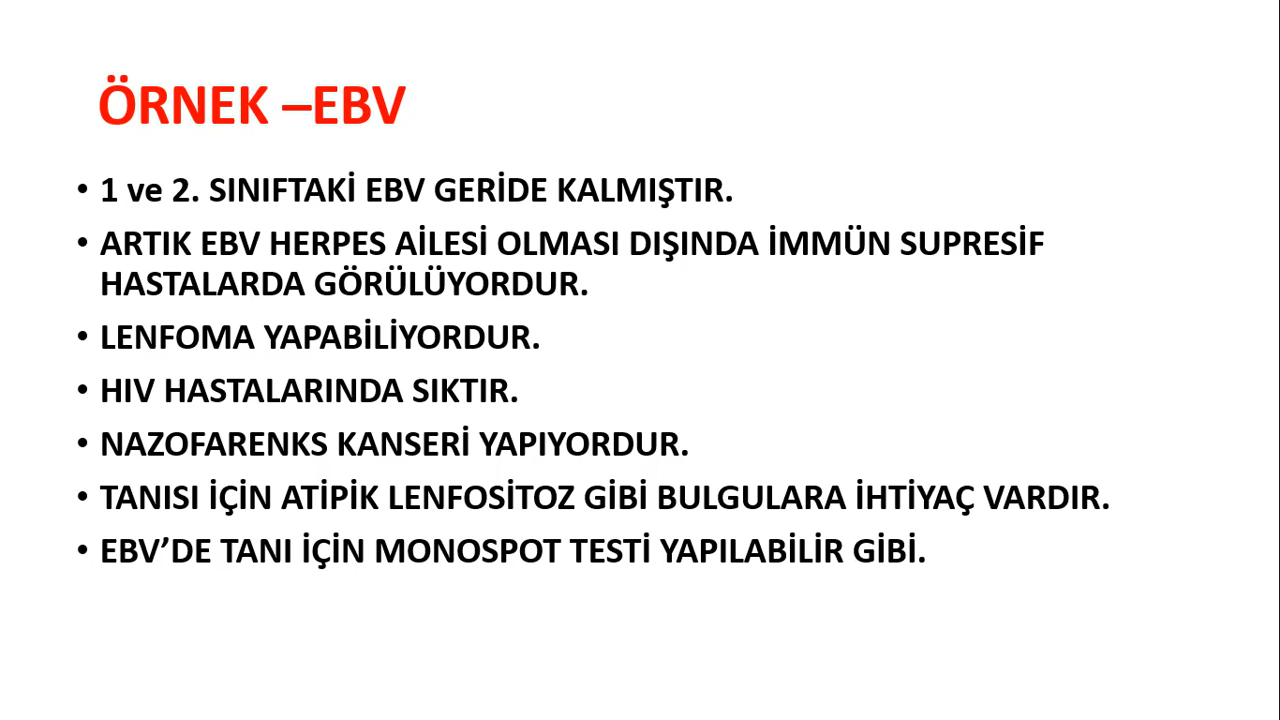 ÖRNEK –EBV
• 1 ve 2. SINIFTAKİ EBV GERİDE KALMIŞTIR.
• ARTIK EBV HERPES AİLESİ OLMASI DIŞINDA İMMÜN SUPRESİF
HASTALARDA GÖRÜLÜYORDUR.
• LENFOMA YAPABİLİYORDUR.
• HIV HASTALARINDA SIKTIR.
• NAZOFARENKS KANSERİ YAPIYORDUR.
• TANISI İÇİN ATİPİK LENFOSİTOZ GİBİ BULGULARA İHTİYAÇ VARDIR.
• EBV’DE TANI İÇİN MONOSPOT TESTİ YAPILABİLİR GİBİ.